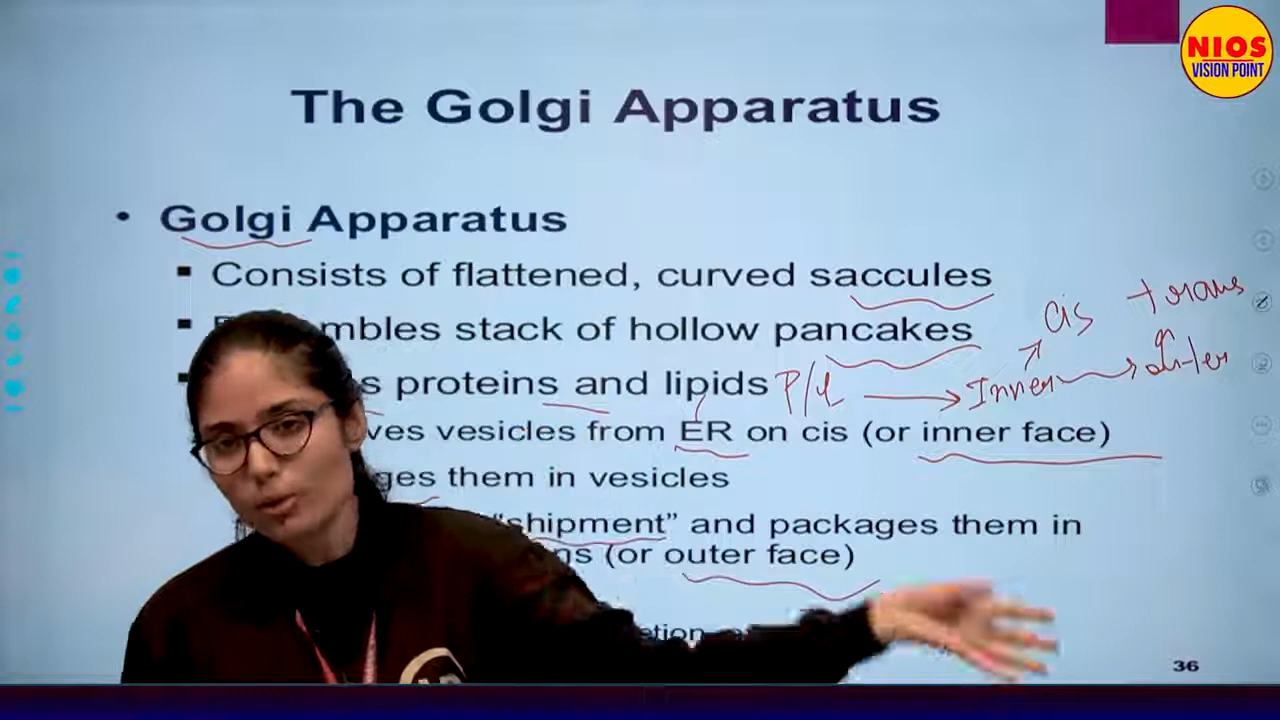 NIOS
VISION POINT
The Golgi Apparatus
• Golgi Apparatus
▪ Consists of flattened, curved saccules
mbles stack of hollow pancakes
s proteins and lipids P/L → Inner → Outer
cis trans
ves vesicles from ER on cis (or inner face)
ges them in vesicles
"shipment" and packages them in
ns (or outer face)
etion
36